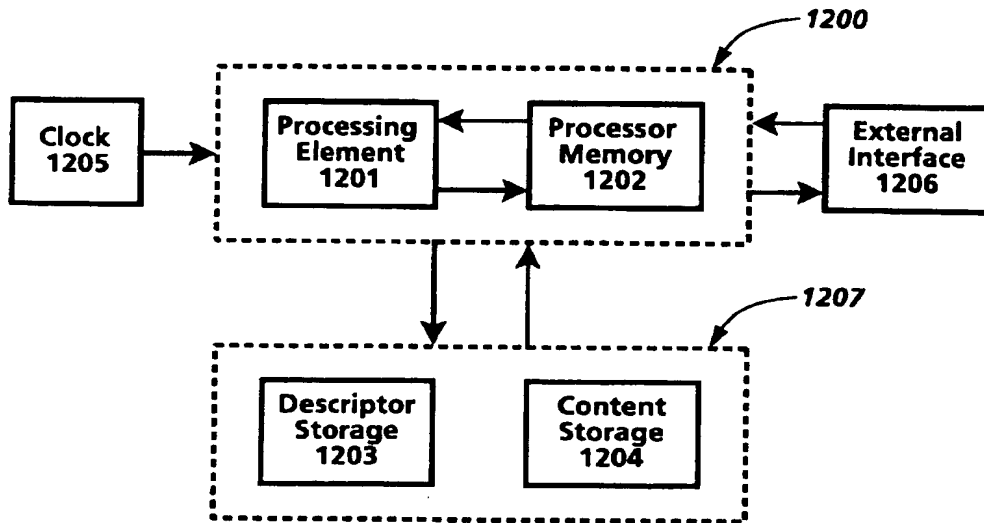 1200
Clock
1205
Processing
Element
1201
Processor
Memory
1202
External
Interface
1206
1207
Descriptor
Storage
1203
Content
Storage
1204